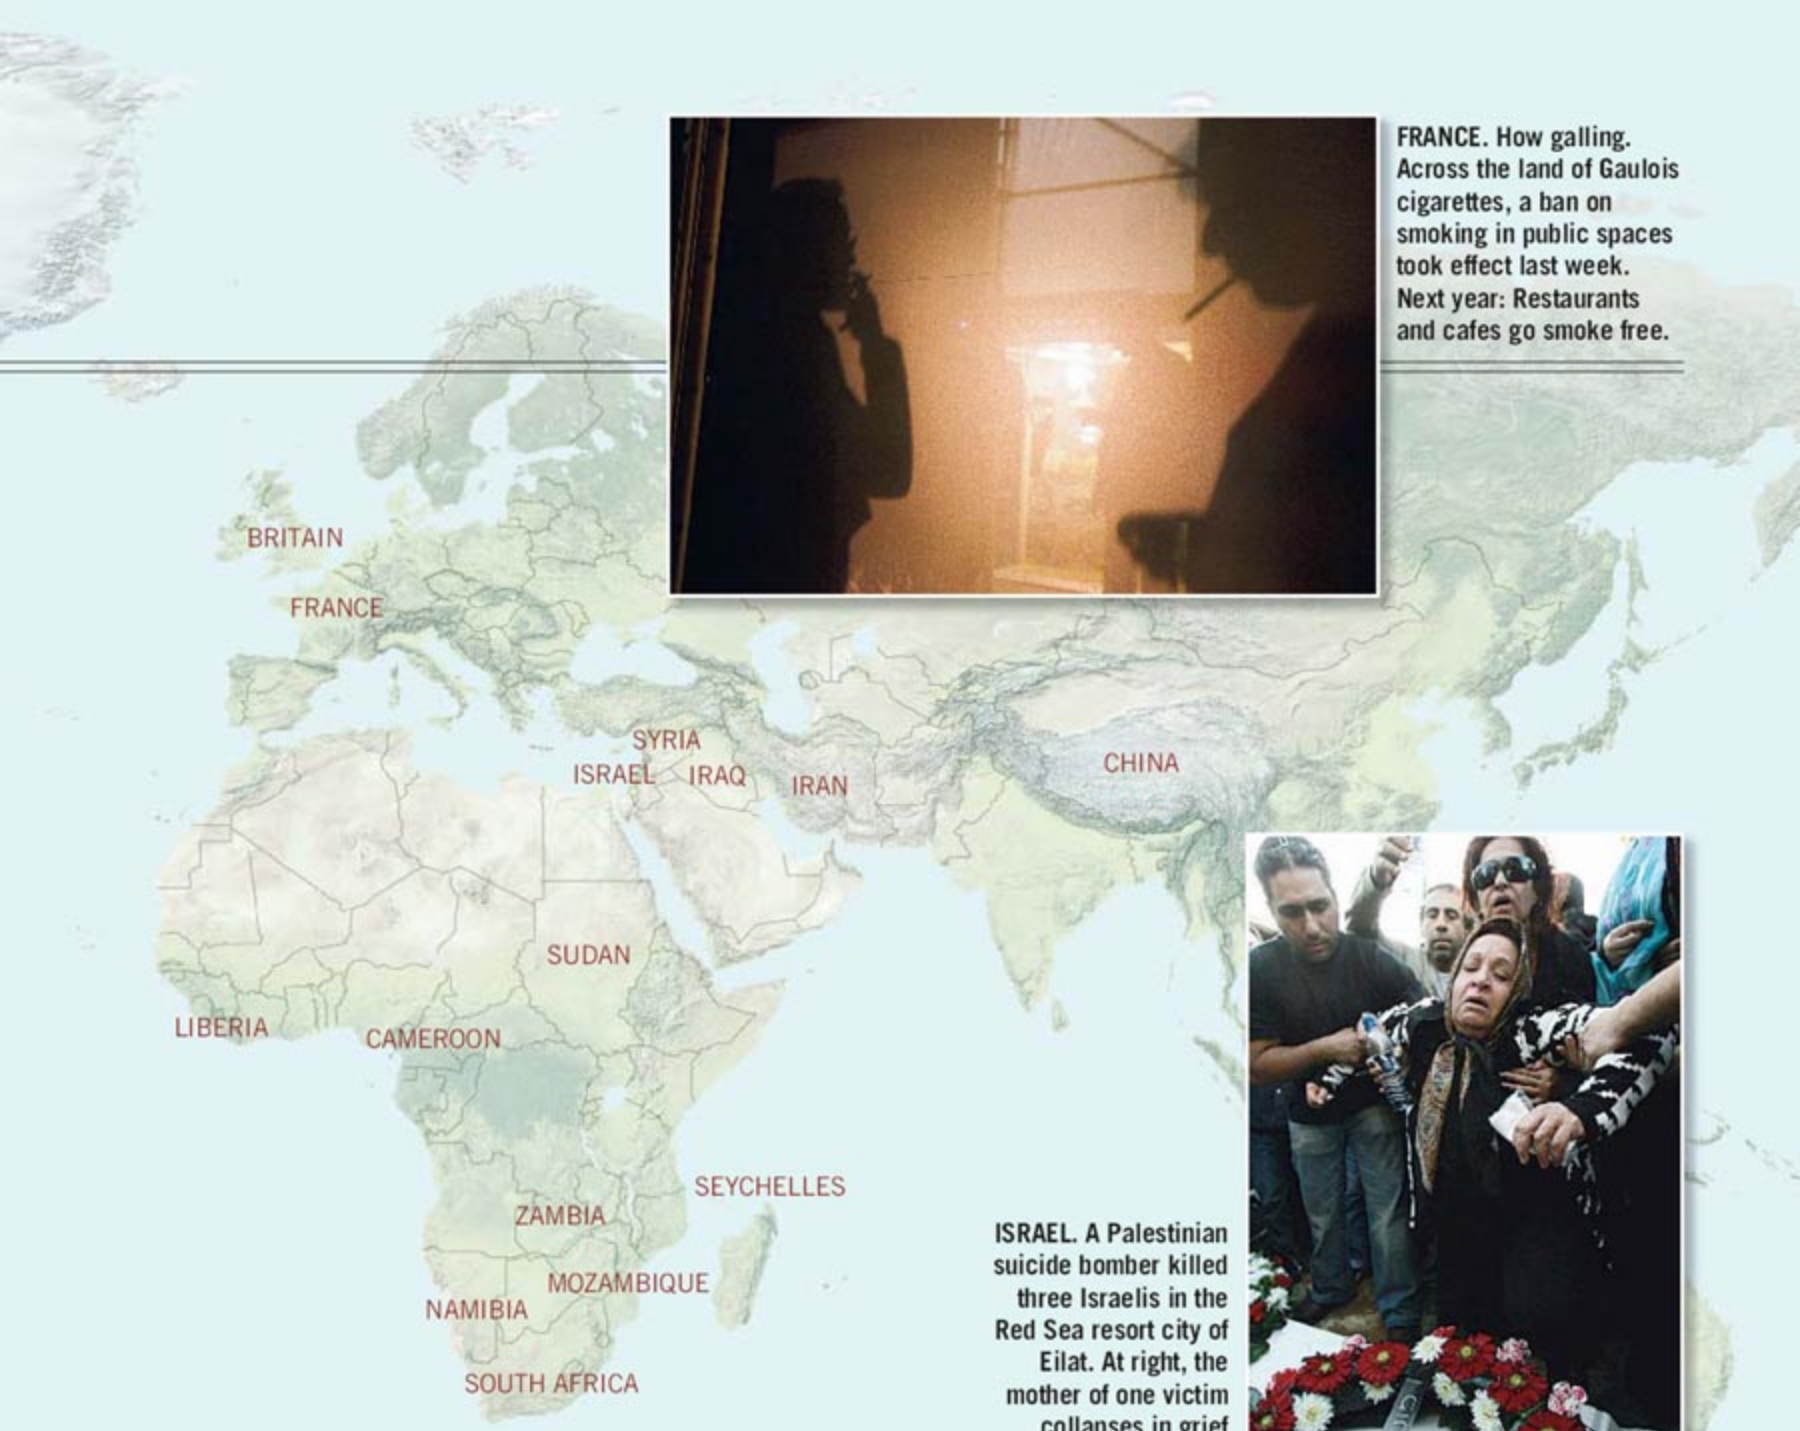 FRANCE. How galling.
Across the land of Gaulois
cigarettes, a ban on
smoking in public spaces
took effect last week.
Next year: Restaurants
and cafes go smoke free.
BRITAIN
FRANCE
SYRIA
ISRAEL
IRAQ
IRAN
CHINA
SUDAN
LIBERIA
CAMEROON
SEYCHELLES
ZAMBIA
MOZAMBIQUE
NAMIBIA
SOUTH AFRICA
ISRAEL. A Palestinian
suicide bomber killed
three Israelis in the
Red Sea resort city of
Eilat. At right, the
mother of one victim
collapses in grief